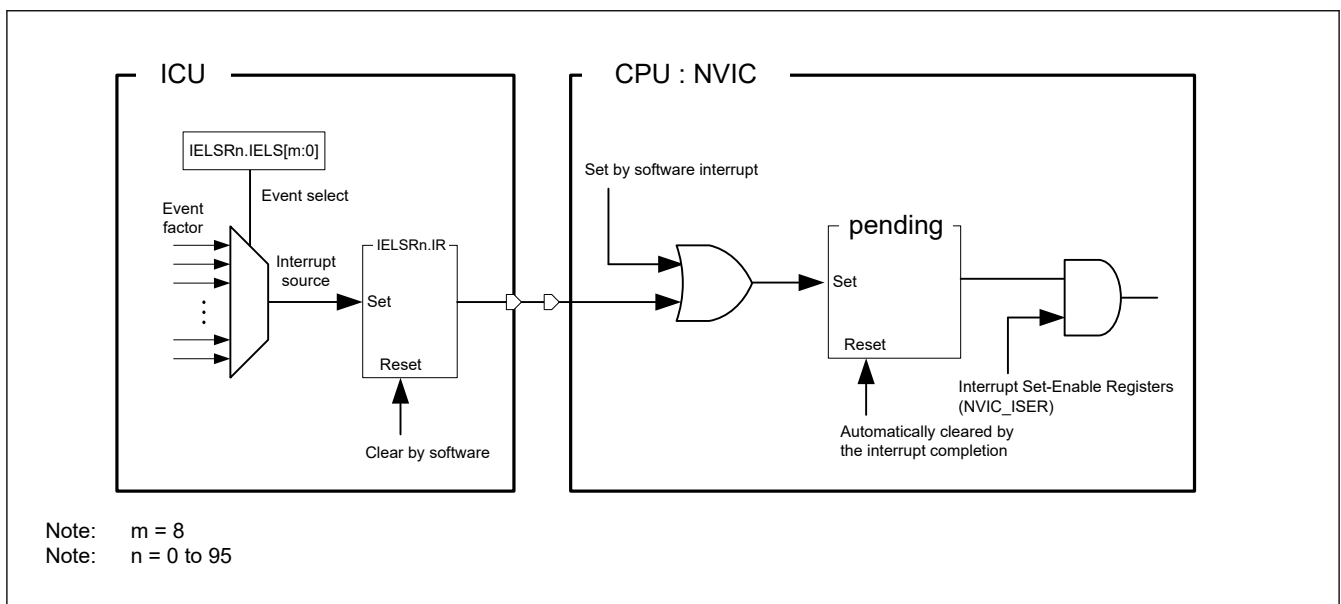 ICU
CPU : NVIC
IELSRn.IELS[m:0]
Event select
Event
factor
Interrupt
source
IELSRn.IR
Set
Reset
Clear by software
Set by software interrupt
pending
Set
Reset
Automatically cleared by
the interrupt completion
Interrupt Set-Enable Registers
(NVIC_ISER)
Note: m = 8
Note: n = 0 to 95